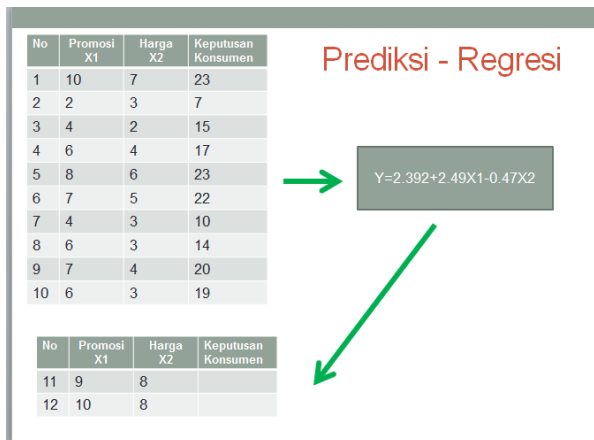 Prediksi - Regresi
No Promosi X1 Harga X2 Keputusan Konsumen
1 10 7 23
2 2 3 7
3 4 2 15
4 6 4 17
5 8 6 23
6 7 5 22
7 4 3 10
8 6 3 14
9 7 4 20
10 6 3 19
Y=2.392+2.49X1-0.47X2
No Promosi X1 Harga X2 Keputusan Konsumen
11 9 8
12 10 8